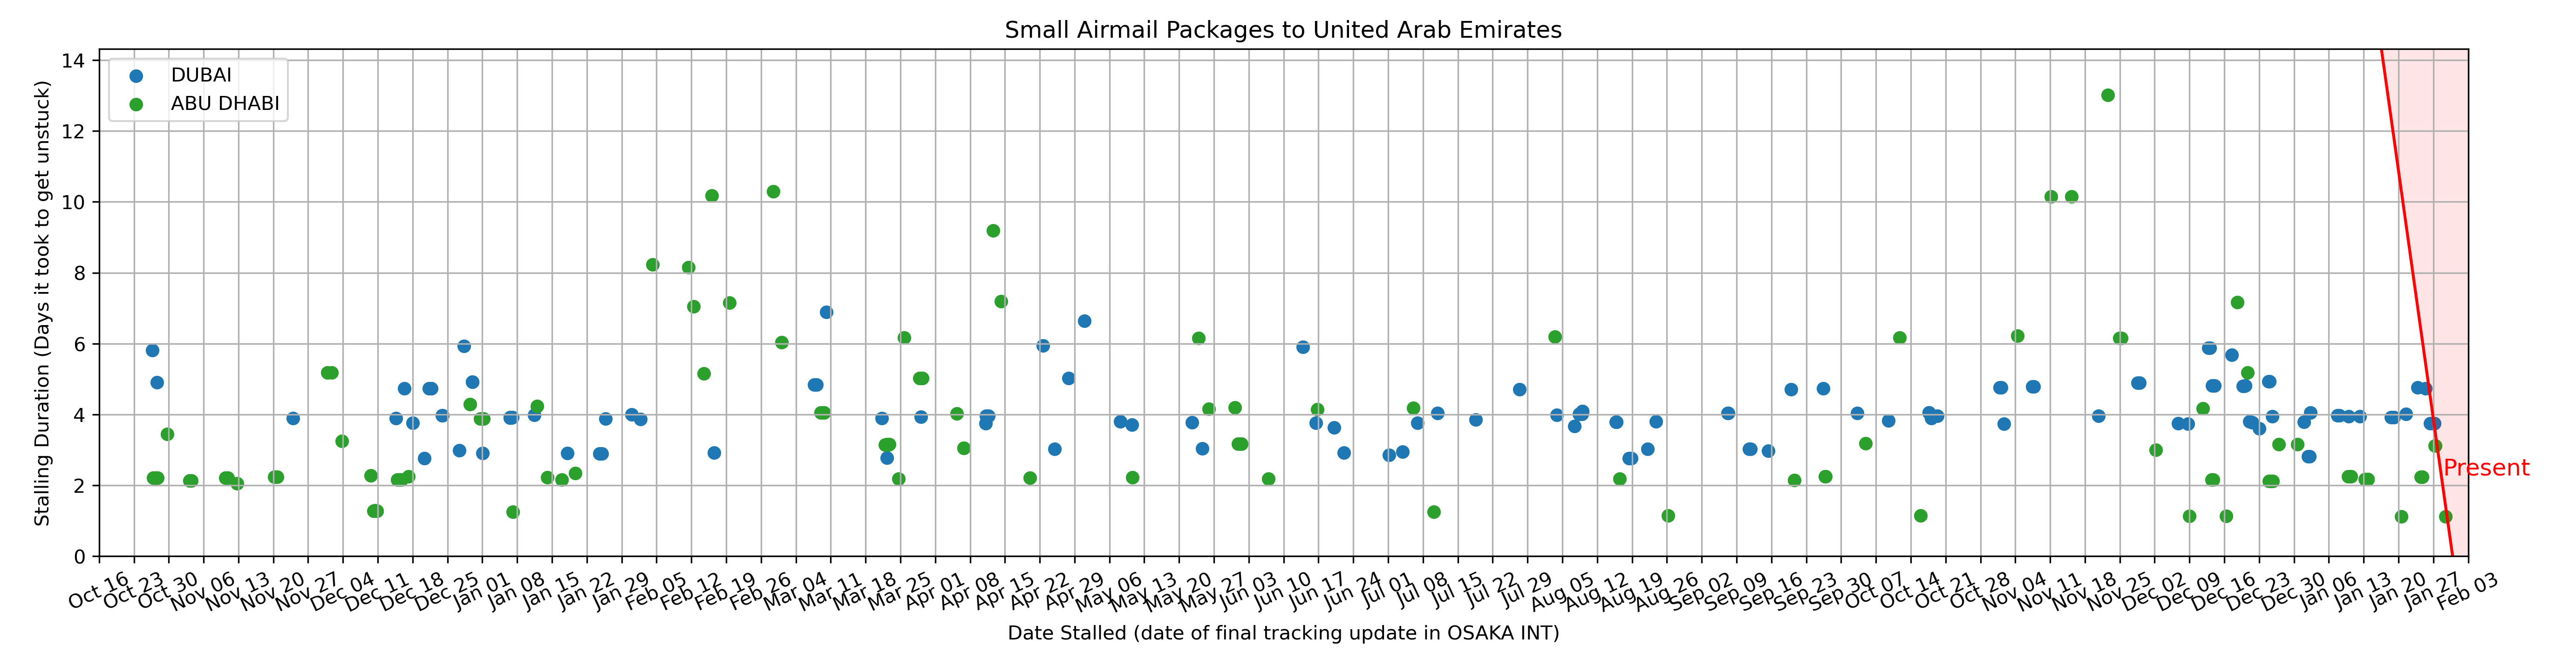 Small Airmail Packages to United Arab Emirates
DUBAI
ABU DHABI
14
12
10
8
6
4
2
0
Stalling Duration (Days it took to get unstuck)
Present
Oct 16
Oct 23
Oct 30
Nov 06
Nov 13
Nov 20
Nov 27
Dec 04
Dec 11
Dec 18
Dec 25
Jan 01
Jan 08
Jan 15
Jan 22
Jan 29
Feb 05
Feb 12
Feb 19
Feb 26
Mar 04
Mar 11
Mar 18
Mar 25
Apr 01
Apr 08
Apr 15
Apr 22
Apr 29
May 06
May 13
May 20
May 27
Jun 03
Jun 10
Jun 17
Jun 24
Jul 01
Jul 08
Jul 15
Jul 22
Jul 29
Aug 05
Aug 12
Aug 19
Aug 26
Sep 02
Sep 09
Sep 16
Sep 23
Sep 30
Oct 07
Oct 14
Oct 21
Oct 28
Nov 04
Nov 11
Nov 18
Nov 25
Dec 02
Dec 09
Dec 16
Dec 23
Dec 30
Jan 06
Jan 13
Jan 20
Jan 27
Feb 03
Date Stalled (date of final tracking update in OSAKA INT)